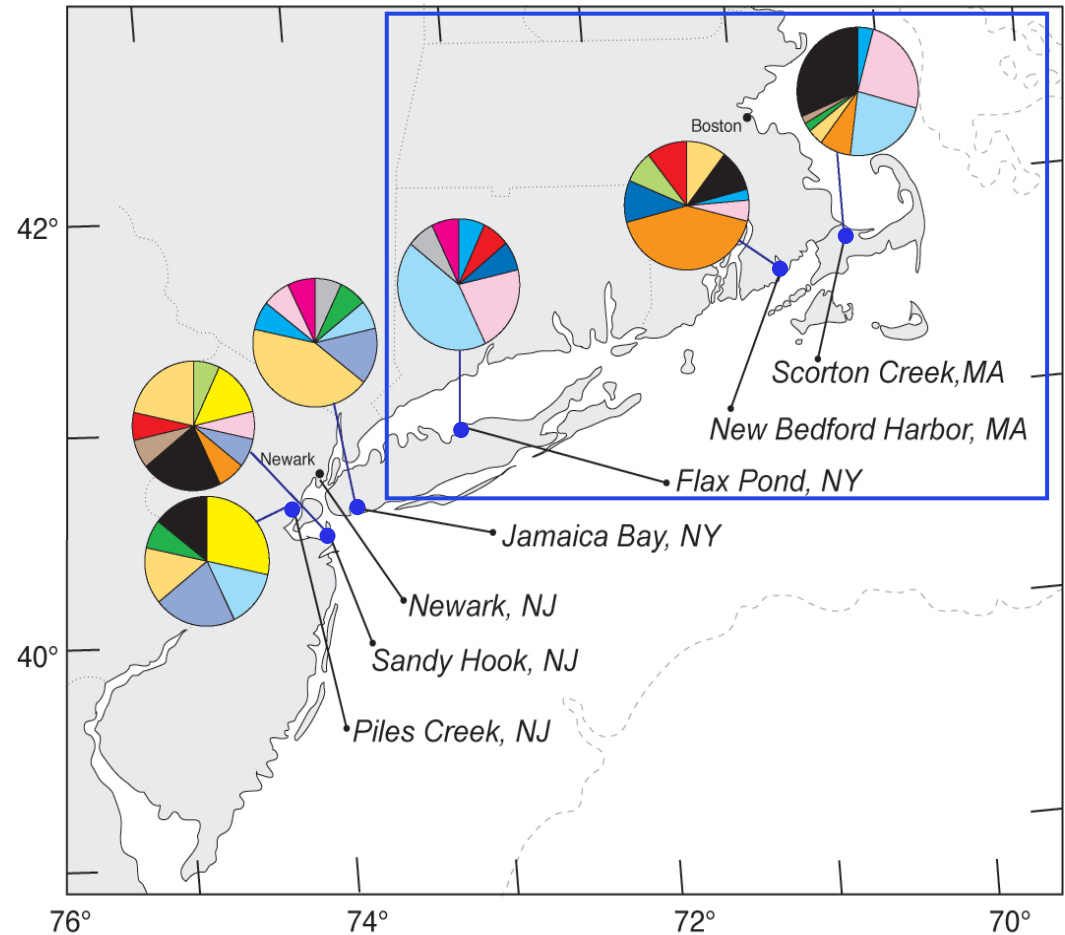 Boston
42°
Scorton Creek,MA
New Bedford Harbor, MA
Newark
Flax Pond, NY
Jamaica Bay, NY
Newark, NJ
40°
Sandy Hook, NJ
Piles Creek, NJ
76°
74°
72°
70°